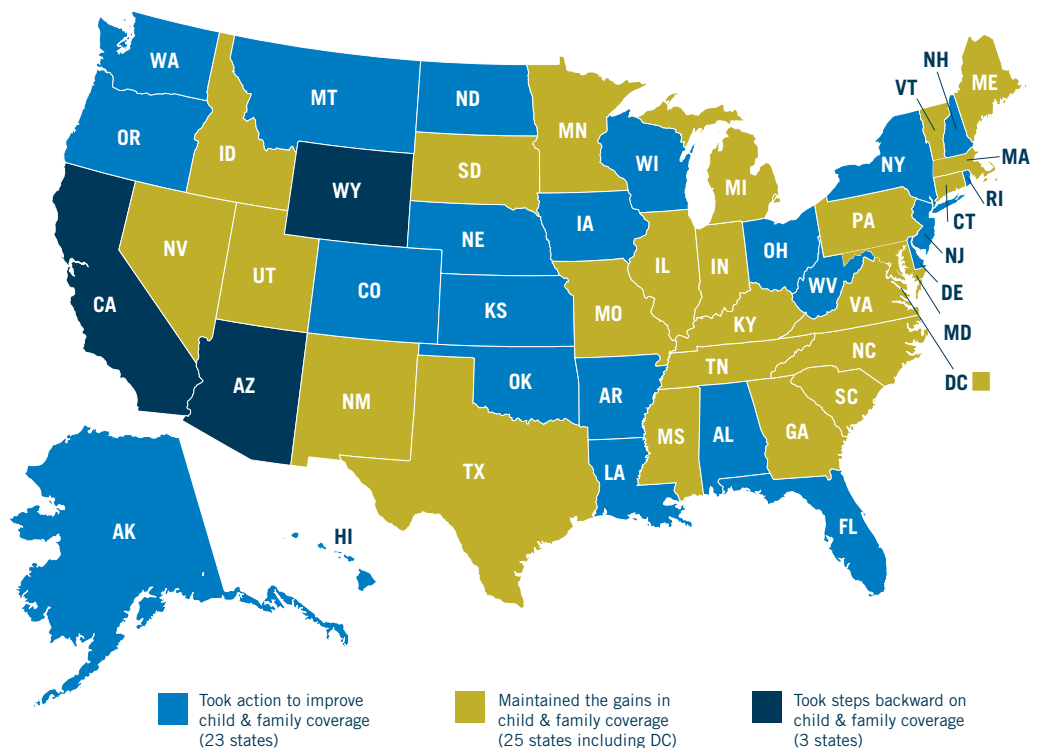 WA
MT
ND
MN
OR
ID
SD
WI
WY
MI
IA
NE
NV
UT
CO
CA
IL
IN
OH
PA
NY
VT
NH
ME
MA
RI
CT
NJ
DE
MD
DC
WV
VA
KS
MO
KY
NC
TN
SC
AZ
NM
OK
AR
MS
AL
GA
TX
LA
FL
AK
HI
Took action to improve
child & family coverage
(23 states)
Maintained the gains in
child & family coverage
(25 states including DC)
Took steps backward on
child & family coverage
(3 states)